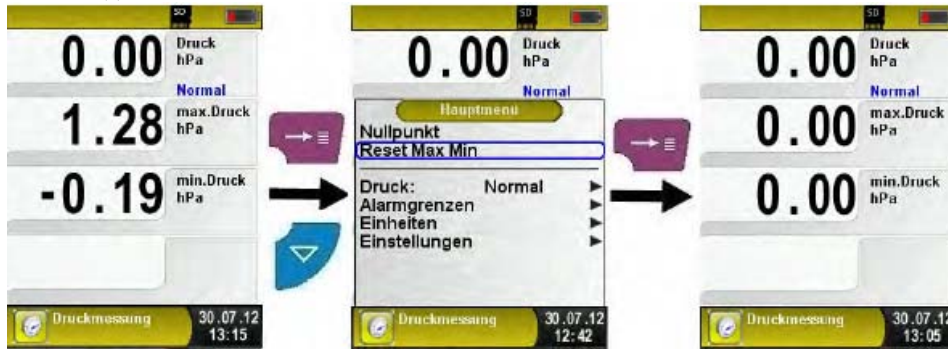 SD
0.00 Druck hPa
Normal
1.28 max.Druck hPa
-0.19 min.Druck hPa
Druckmessung 30.07.12
13:15
SD
0.00 Druck hPa
Normal
Hauptmenü
Nullpunkt
Reset Max Min
Druck: Normal
Alarmgrenzen
Einheiten
Einstellungen
Druckmessung 30.07.12
12:42
SD
0.00 Druck hPa
Normal
0.00 max.Druck hPa
0.00 min.Druck hPa
Druckmessung 30.07.12
13:05